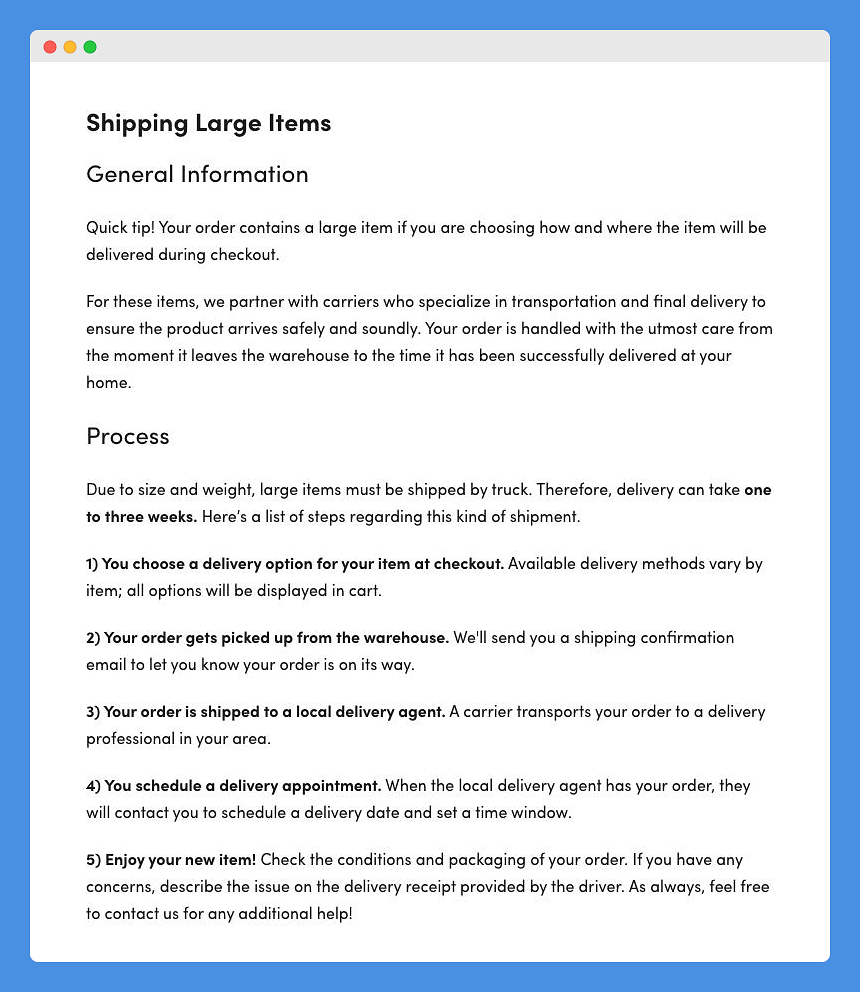 Shipping Large Items
General Information
Quick tip! Your order contains a large item if you are choosing how and where the item will be
delivered during checkout.
For these items, we partner with carriers who specialize in transportation and final delivery to
ensure the product arrives safely and soundly. Your order is handled with the utmost care from
the moment it leaves the warehouse to the time it has been successfully delivered at your
home.
Process
Due to size and weight, large items must be shipped by truck. Therefore, delivery can take one
to three weeks. Here’s a list of steps regarding this kind of shipment.
1) You choose a delivery option for your item at checkout. Available delivery methods vary by
item; all options will be displayed in cart.
2) Your order gets picked up from the warehouse. We'll send you a shipping confirmation
email to let you know your order is on its way.
3) Your order is shipped to a local delivery agent. A carrier transports your order to a delivery
professional in your area.
4) You schedule a delivery appointment. When the local delivery agent has your order, they
will contact you to schedule a delivery date and set a time window.
5) Enjoy your new item! Check the conditions and packaging of your order. If you have any
concerns, describe the issue on the delivery receipt provided by the driver. As always, feel free
to contact us for any additional help!